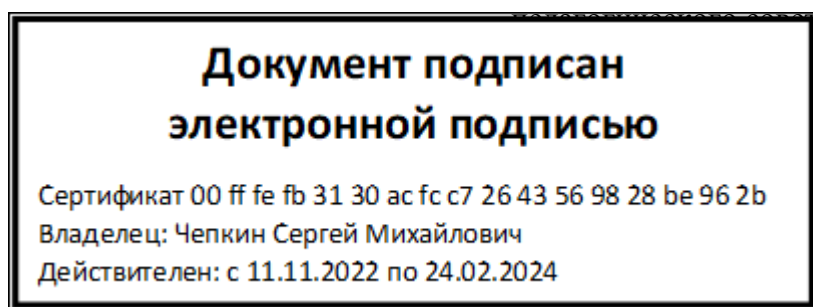 Документ подписан
электронной подписью
Сертификат 00 ff fe fb 31 30 ac fc c7 26 43 56 98 28 be 96 2b
Владелец: Чепкин Сергей Михайлович
Действителен: с 11.11.2022 по 24.02.2024